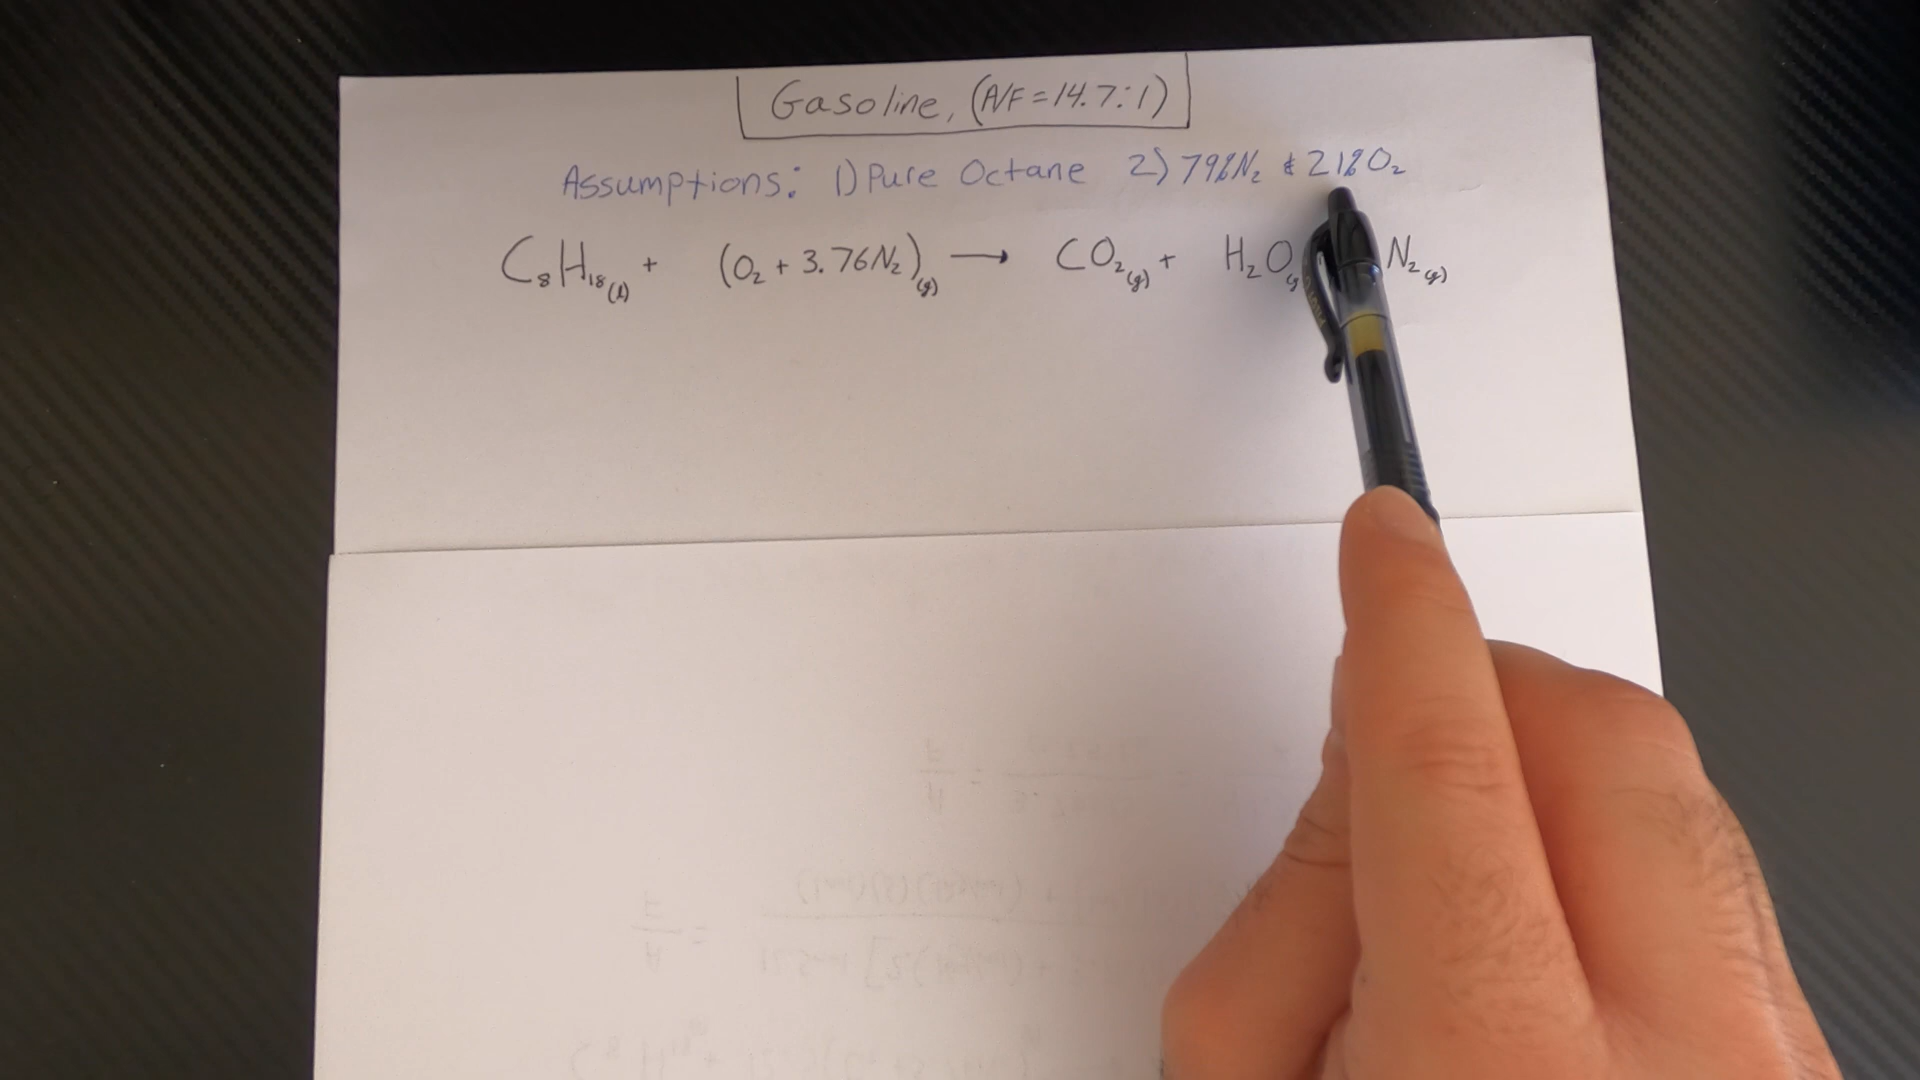 Gasoline, (A/F = 14.7:1)
Assumptions: 1) Pure Octane 2) 79% N₂ & 21% O₂
C₈H₁₈(l) + (O₂ + 3.76N₂)(g) ⟶ CO₂(g) + H₂O(g N₂(g)